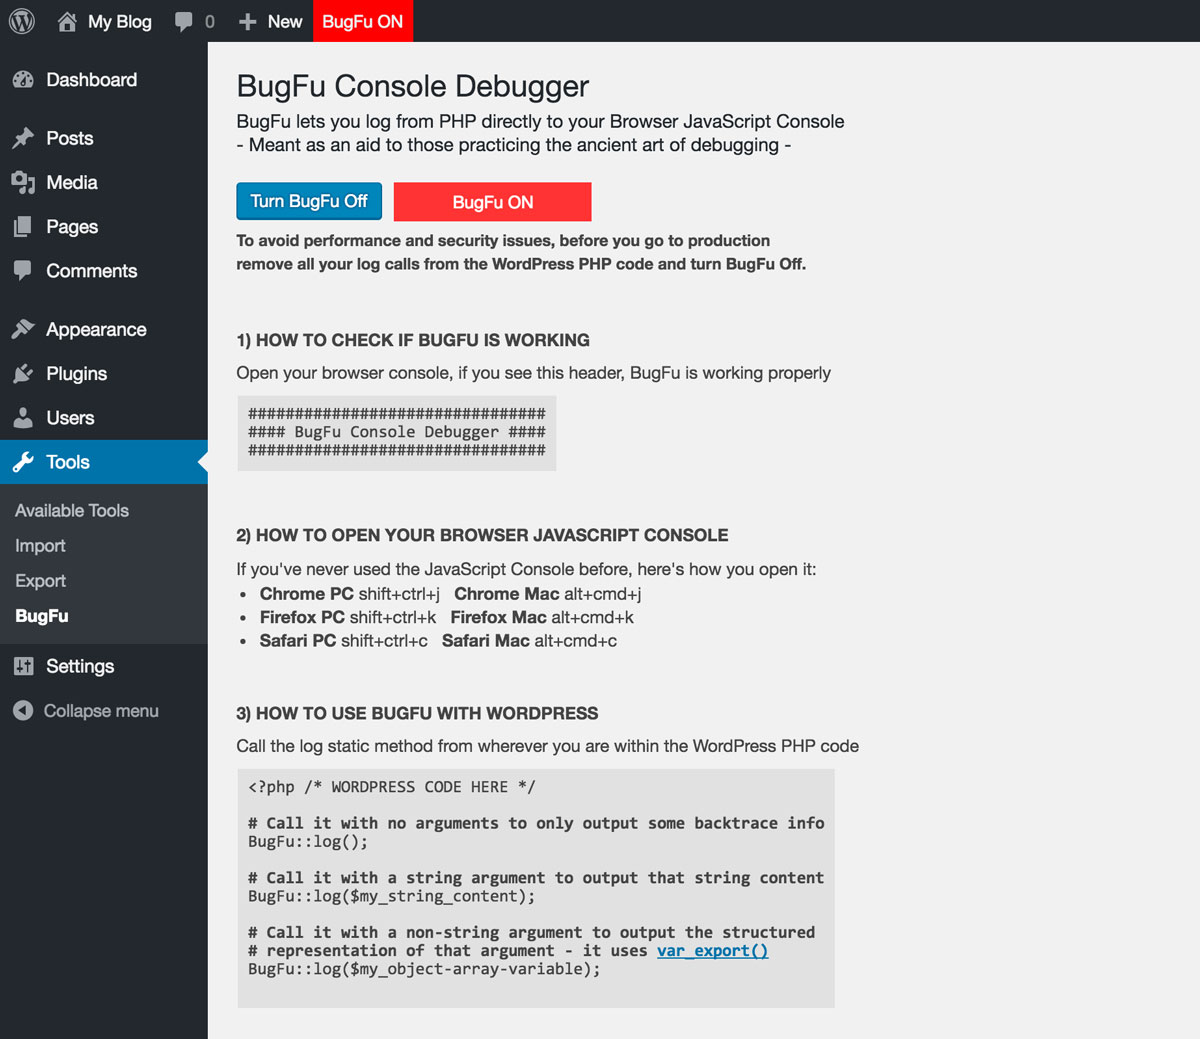 My Blog 0 New BugFu ON
Dashboard
Posts
Media
Pages
Comments
Appearance
Plugins
Users
Tools
Available Tools
Import
Export
BugFu
Settings
Collapse menu
BugFu Console Debugger
BugFu lets you log from PHP directly to your Browser JavaScript Console
- Meant as an aid to those practicing the ancient art of debugging -
Turn BugFu Off BugFu ON
To avoid performance and security issues, before you go to production
remove all your log calls from the WordPress PHP code and turn BugFu Off.
1) HOW TO CHECK IF BUGFU IS WORKING
Open your browser console, if you see this header, BugFu is working properly
################################
#### BugFu Console Debugger ####
################################
2) HOW TO OPEN YOUR BROWSER JAVASCRIPT CONSOLE
If you've never used the JavaScript Console before, here's how you open it:
• Chrome PC shift+ctrl+j Chrome Mac alt+cmd+j
• Firefox PC shift+ctrl+k Firefox Mac alt+cmd+k
• Safari PC shift+ctrl+c Safari Mac alt+cmd+c
3) HOW TO USE BUGFU WITH WORDPRESS
Call the log static method from wherever you are within the WordPress PHP code
<?php /* WORDPRESS CODE HERE */
# Call it with no arguments to only output some backtrace info
BugFu::log();
# Call it with a string argument to output that string content
BugFu::log($my_string_content);
# Call it with a non-string argument to output the structured
# representation of that argument - it uses var_export()
BugFu::log($my_object-array-variable);